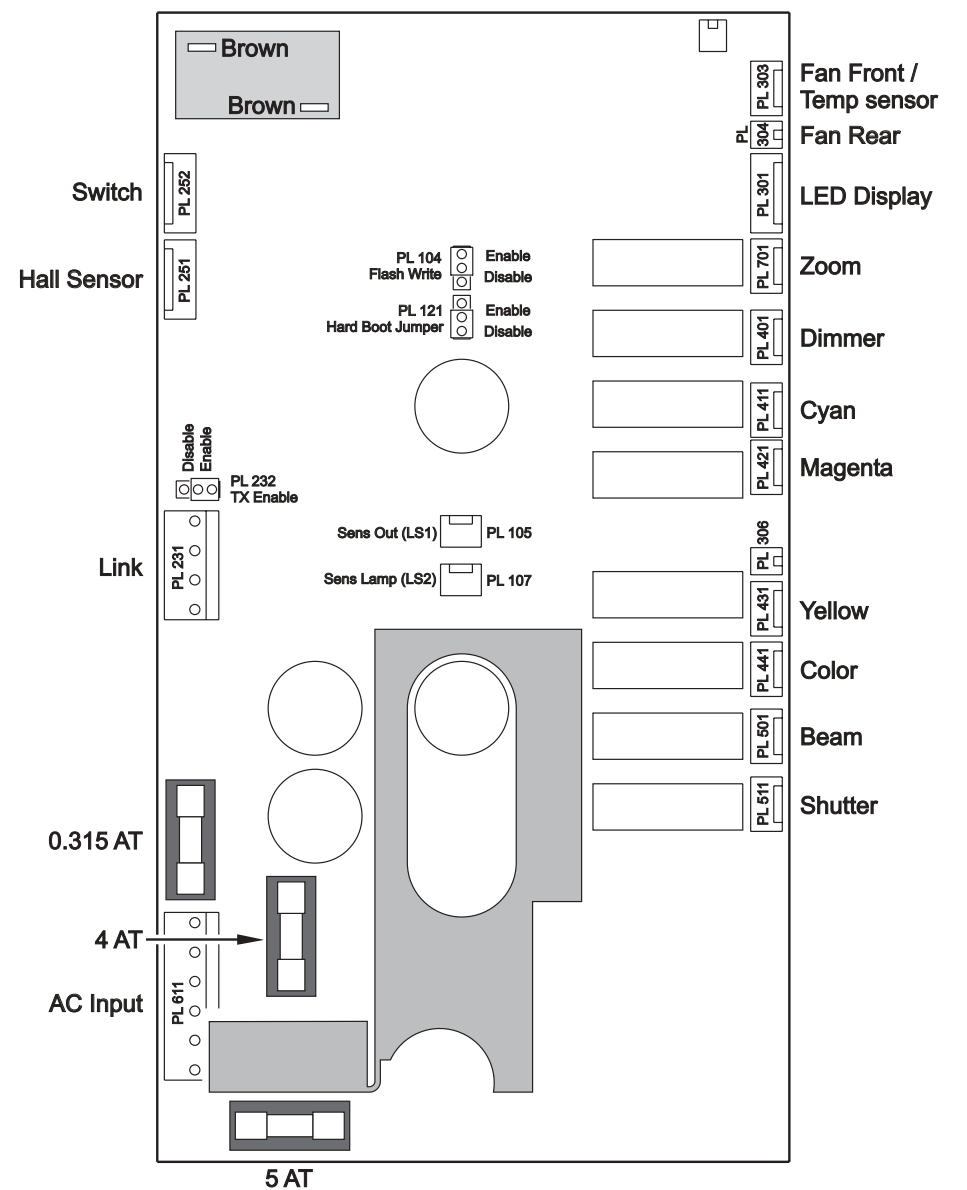 Brown
Brown
PL 303
Fan Front /
Temp sensor
PL
304
Fan Rear
Switch
PL 252
PL 301
LED Display
Hall Sensor
PL 251
PL 104
Flash Write
Enable
Disable
PL 701
Zoom
PL 121
Hard Boot Jumper
Enable
Disable
PL 401
Dimmer
PL 411
Cyan
PL 421
Magenta
Disable
Enable
PL 232
TX Enable
Sens Out (LS1)
PL 105
PL 306
Link
PL 231
Sens Lamp (LS2)
PL 107
PL 431
Yellow
PL 441
Color
PL 501
Beam
PL 511
Shutter
0.315 AT
4 AT
AC Input
PL 611
5 AT